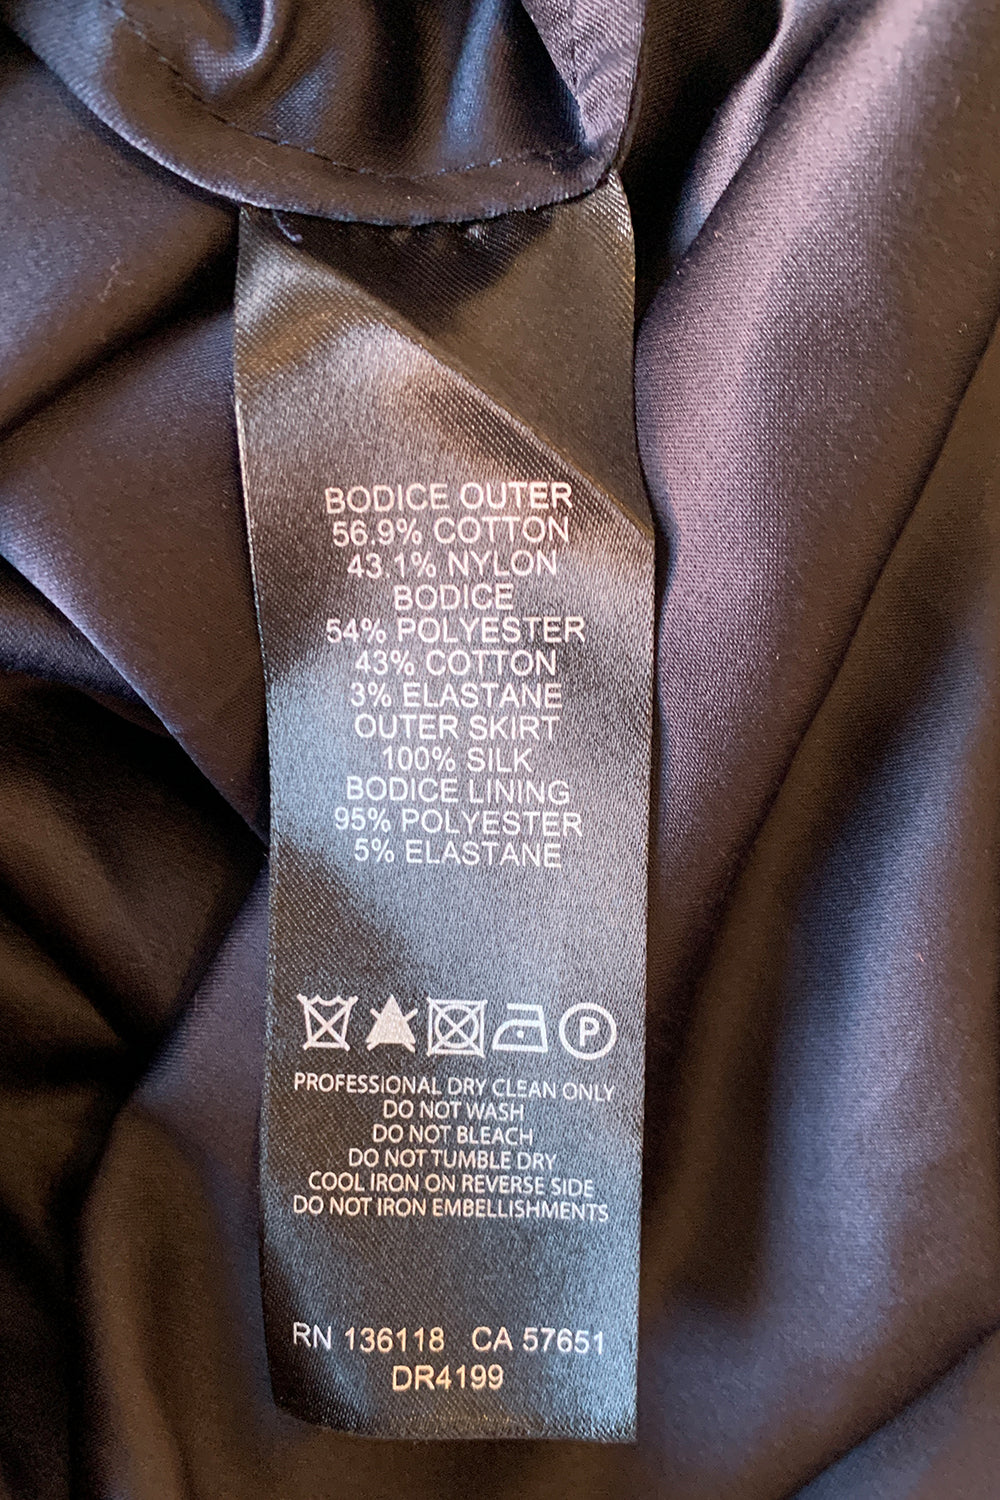 BODICE OUTER
56.9% COTTON
43.1% NYLON
BODICE
54% POLYESTER
43% COTTON
3% ELASTANE
OUTER SKIRT
100% SILK
BODICE LINING
95% POLYESTER
5% ELASTANE
P
PROFESSIONAL DRY CLEAN ONLY
DO NOT WASH
DO NOT BLEACH
DO NOT TUMBLE DRY
COOL IRON ON REVERSE SIDE
DO NOT IRON EMBELLISHMENTS
RN 136118 CA 57651
DR4199